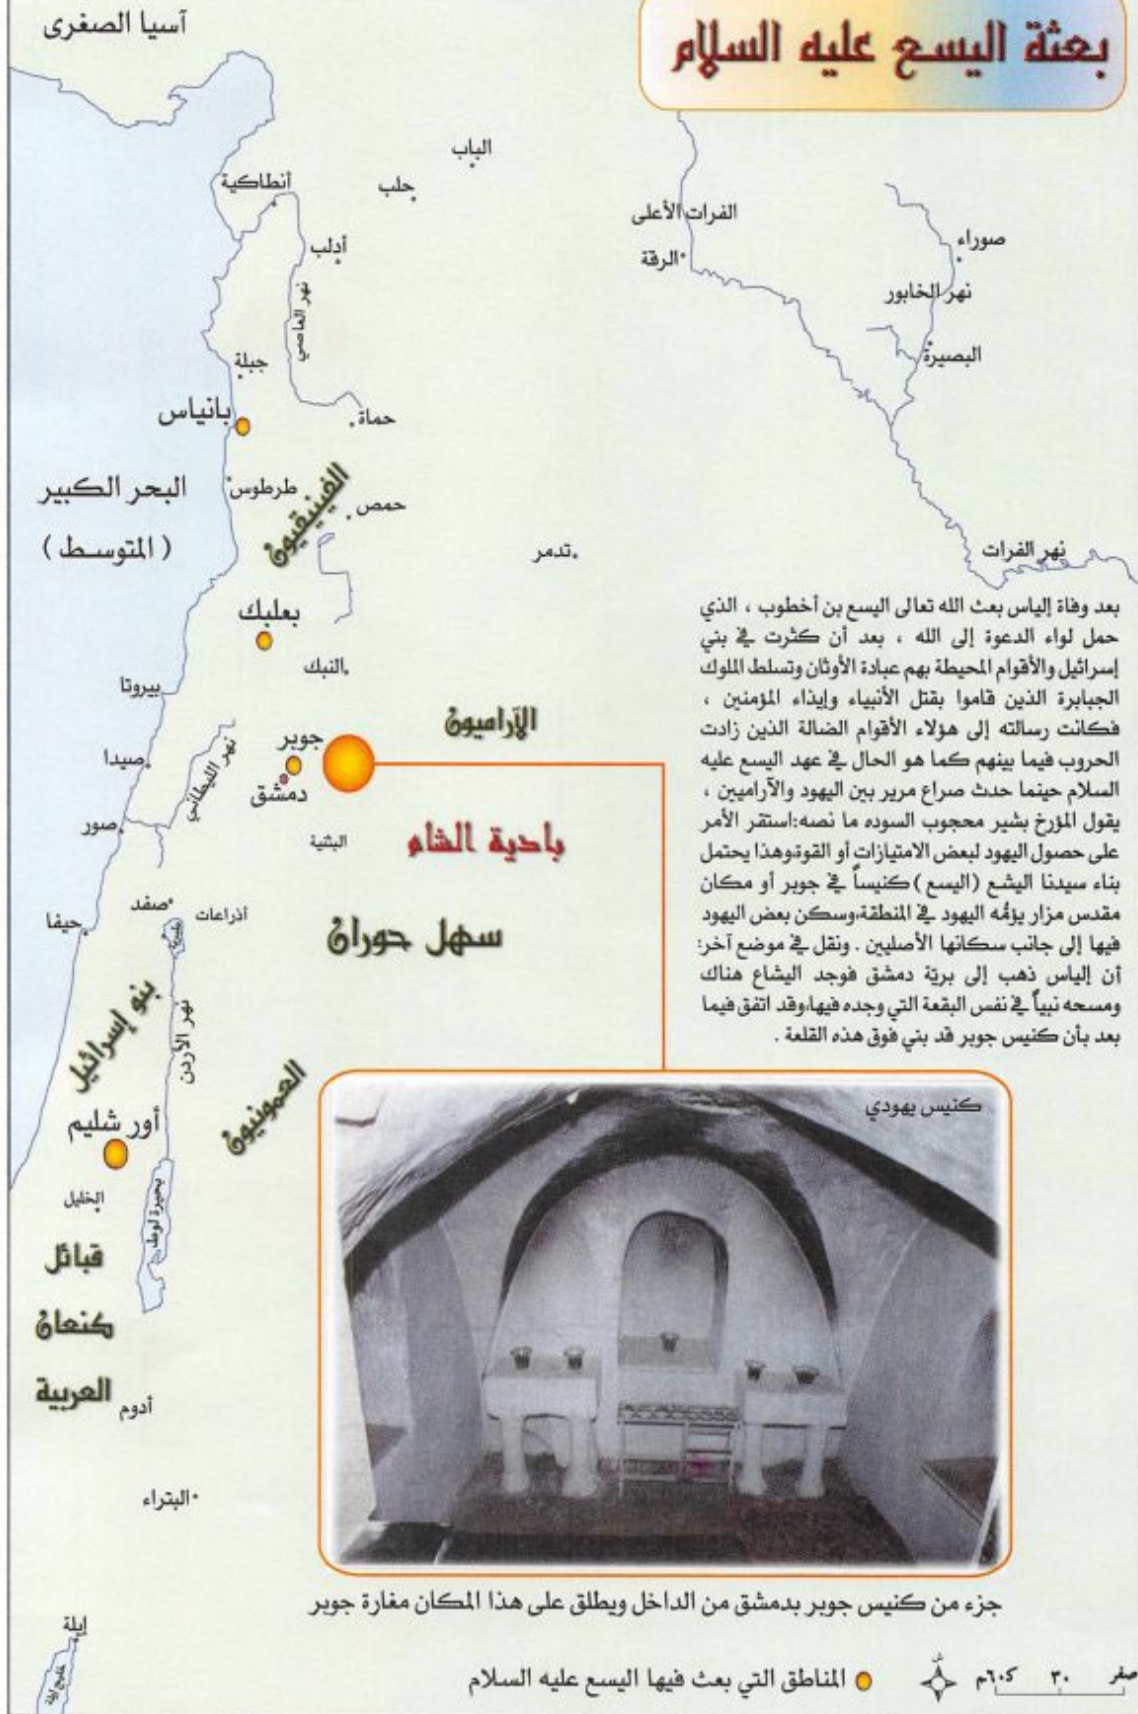 بعثة اليسع عليه السلام
آسيا الصغرى
الباب
أنطاكية
حلب
الفرات الأعلى
صوراء
أدلب
الرقة
نهر الخابور
نهر العاصي
البصيرة
جبلة
بانياس
حماة
البحر الكبير
(المتوسط)
طرطوس
الفينيقيون
حمص
تدمر
نهر الفرات
بعلبك
النبك
بيروتا
الآراميون
جوبر
صيدا
نهر الليطاني
دمشق
صور
البثنية
بادية الشام
صفد
أذراعات
حيفا
سهل حوران
بنو إسرائيل
نهر الأردن
أور شليم
العمونيون
الخليل
بحيرة لوط
قبائل
كنعان
العربية
أدوم
البتراء
إيلة
خليج إيلة
بعد وفاة إلياس بعث الله تعالى اليسع بن أخطوب ، الذي
حمل لواء الدعوة إلى الله ، بعد أن كثرت في بني
إسرائيل والأقوام المحيطة بهم عبادة الأوثان وتسلط الملوك
الجبابرة الذين قاموا بقتل الأنبياء وإيذاء المؤمنين ،
فكانت رسالته إلى هؤلاء الأقوام الضالة الذين زادت
الحروب فيما بينهم كما هو الحال في عهد اليسع عليه
السلام حينما حدث صراع مرير بين اليهود والآراميين ،
يقول المؤرخ بشير محجوب السوده ما نصه:استقر الأمر
على حصول اليهود لبعض الامتيازات أو القوة،وهذا يحتمل
بناء سيدنا اليشع (اليسع) كنيساً في جوبر أو مكان
مقدس مزار يؤمُّه اليهود في المنطقة،وسكن بعض اليهود
فيها إلى جانب سكانها الأصليين . ونقل في موضع آخر:
أن إلياس ذهب إلى بريّة دمشق فوجد اليشاع هناك
ومسحه نبياً في نفس البقعة التي وجده فيها،وقد اتفق فيما
بعد بأن كنيس جوبر قد بني فوق هذه القلعة .
كنيس يهودي
جزء من كنيس جوبر بدمشق من الداخل ويطلق على هذا المكان مغارة جوبر
المناطق التي بعث فيها اليسع عليه السلام
ش
صفر ٣٠ ٦٠كم